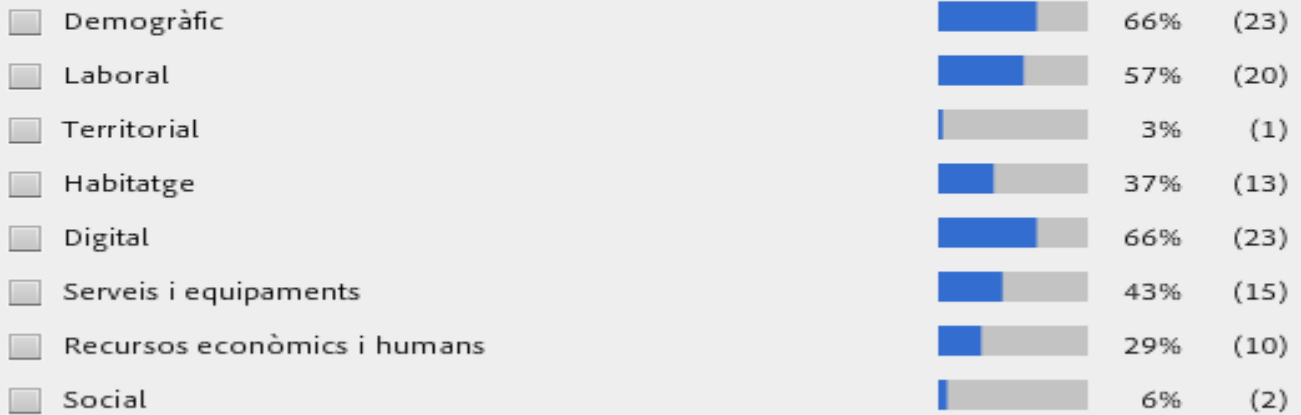 Demogràfic 66% (23)
Laboral 57% (20)
Territorial 3% (1)
Habitatge 37% (13)
Digital 66% (23)
Serveis i equipaments 43% (15)
Recursos econòmics i humans 29% (10)
Social 6% (2)